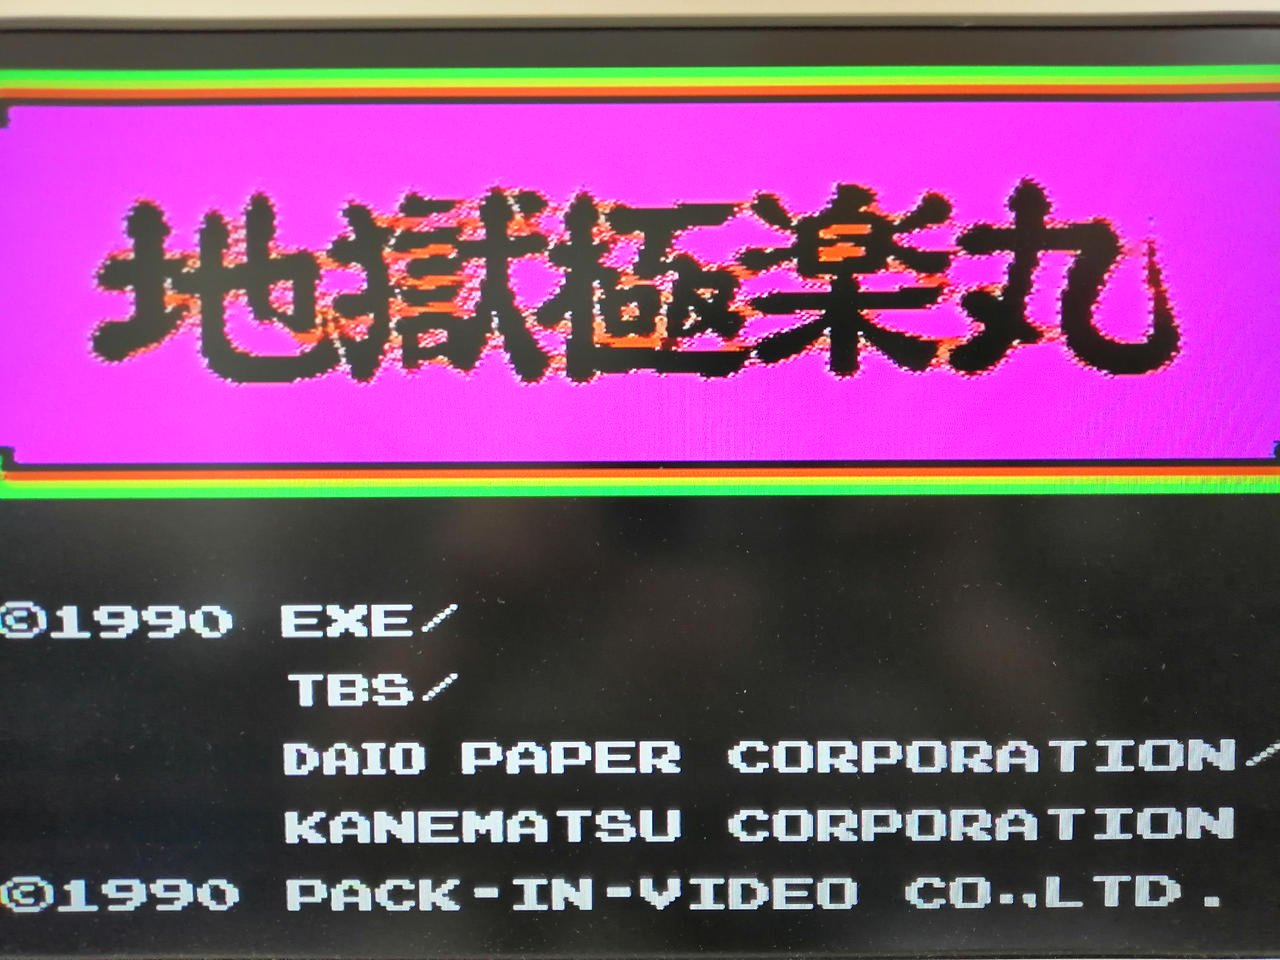 地獄極楽丸
©1990 EXE/
TBS/
DAIO PAPER CORPORATION/
KANEMATSU CORPORATION
©1990 PACK-IN-VIDEO CO.,LTD.